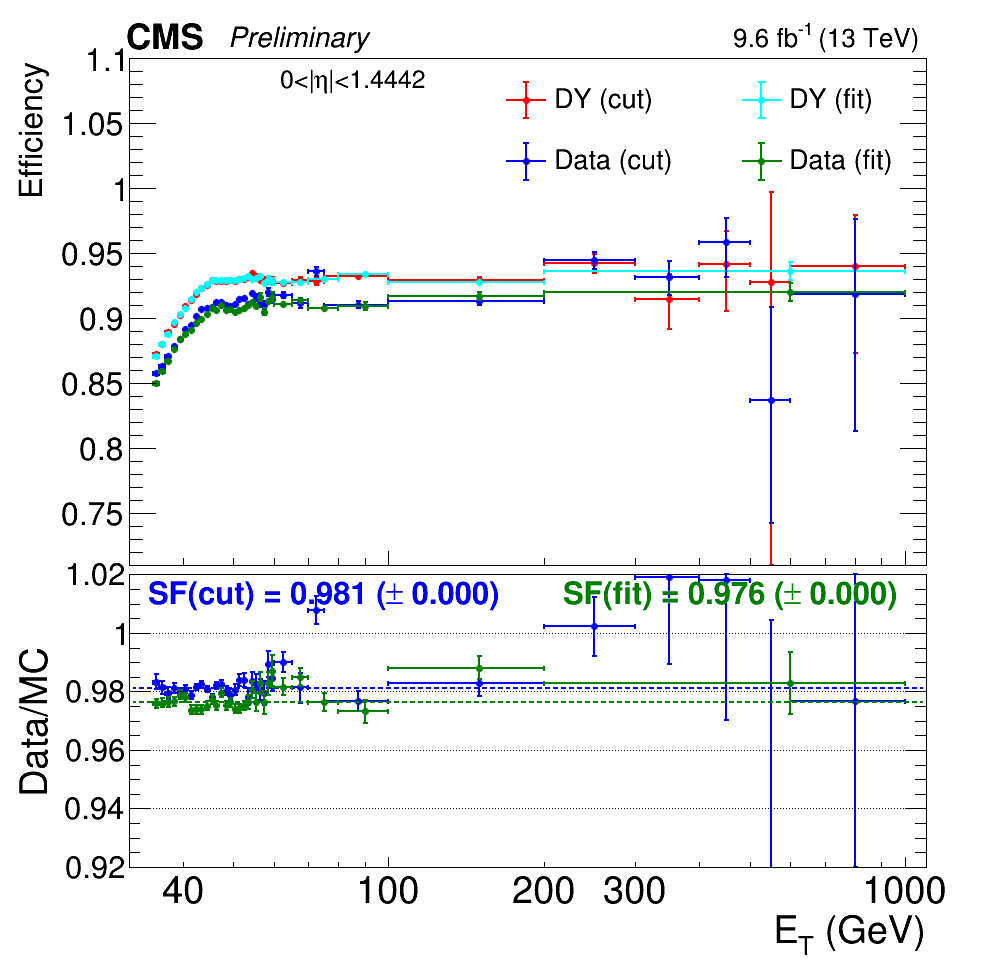 CMS Preliminary 9.6 fb⁻¹ (13 TeV)
0<|η|<1.4442
DY (cut) DY (fit)
Data (cut) Data (fit)
Efficiency
1.1
1.05
1
0.95
0.9
0.85
0.8
0.75
SF(cut) = 0.981 (± 0.000) SF(fit) = 0.976 (± 0.000)
Data/MC
1.02
1
0.98
0.96
0.94
0.92
40 100 200 300 1000
E_T (GeV)